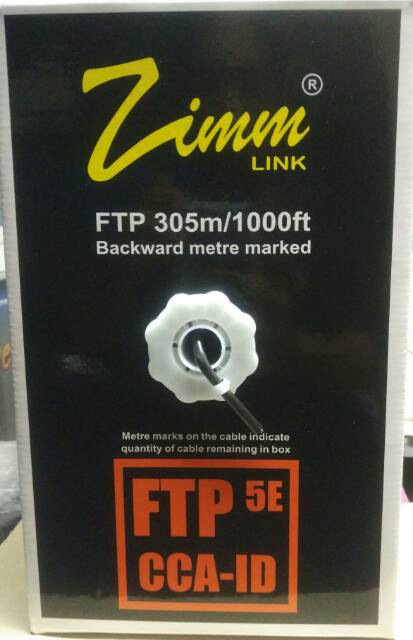 Zimm®
LINK
FTP 305m/1000ft
Backward metre marked
Metre marks on the cable indicate
quantity of cable remaining in box
FTP 5E
CCA-ID